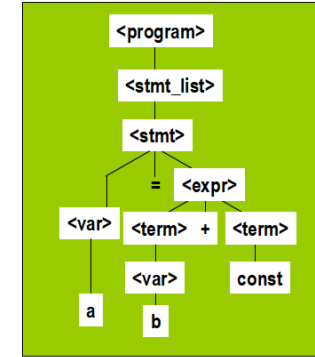 <program>
<stmt_list>
<stmt>
= <expr>
<var> <term> + <term>
<var> const
a b